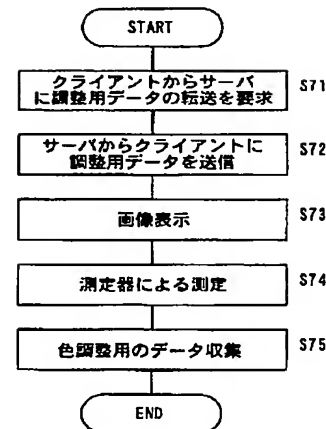 START
クライアントからサーバ
に調整用データの転送を要求
S71
サーバからクライアントに
調整用データを送信
S72
画像表示
S73
測定器による測定
S74
色調整用のデータ収集
S75
END